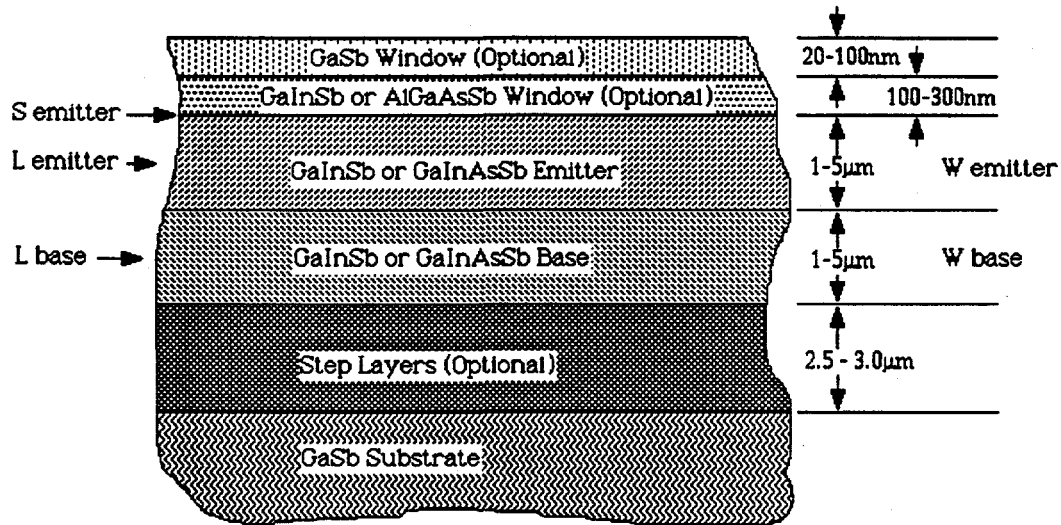 GaSb Window (Optional)
20-100nm
GaInSb or AlGaAsSb Window (Optional)
100-300nm
S emitter
L emitter
GaInSb or GaInAsSb Emitter
1-5µm
W emitter
L base
GaInSb or GaInAsSb Base
1-5µm
W base
Step Layers (Optional)
2.5 - 3.0µm
GaSb Substrate